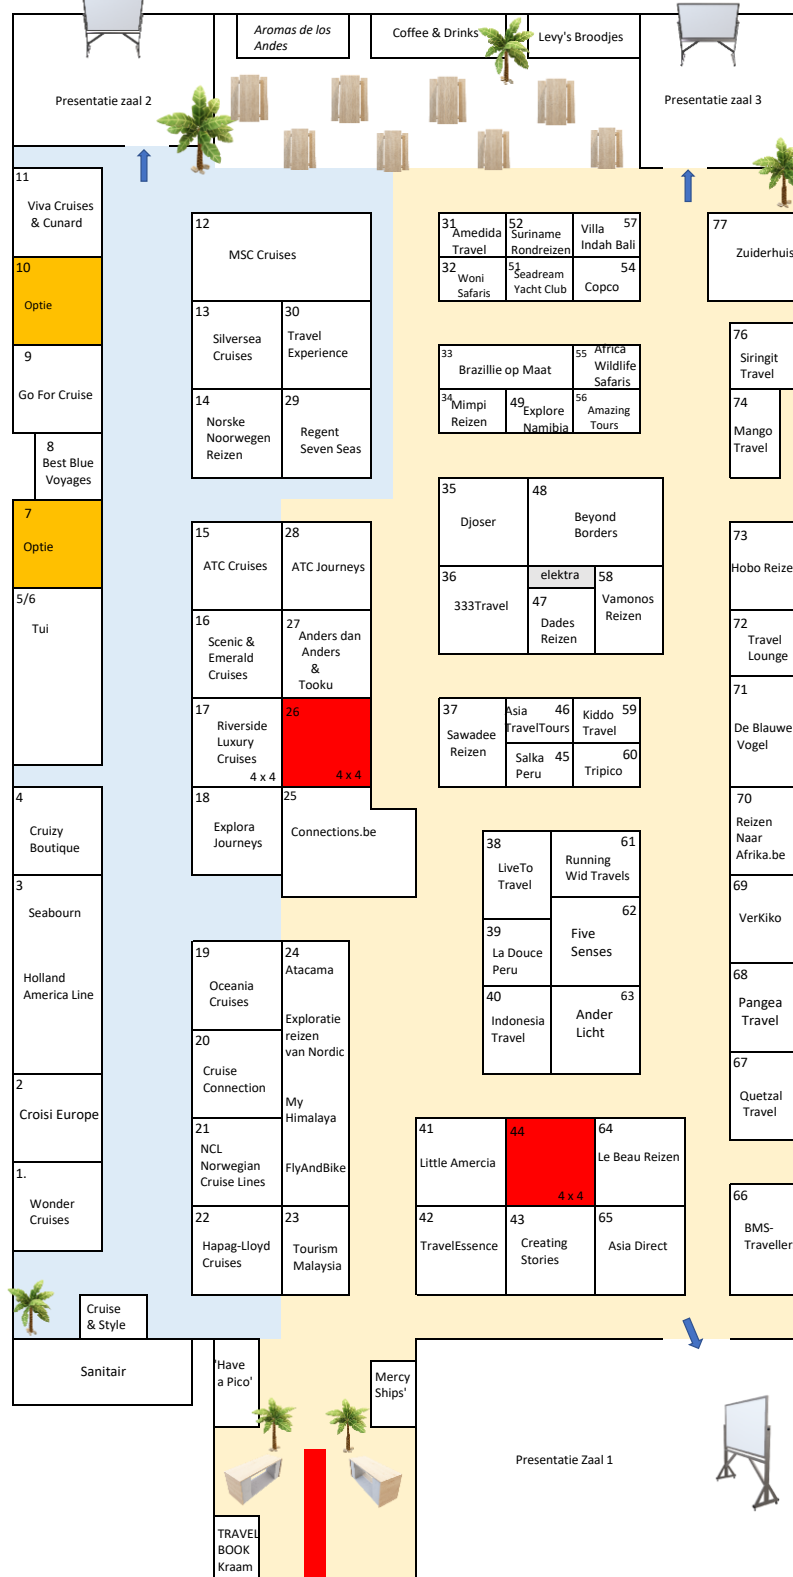 Aromas de los
Andes
Coffee & Drinks
Levy's Broodjes
Presentatie zaal 2
Presentatie zaal 3
11
Viva Cruises
& Cunard
10
Optie
9
Go For Cruise
8
Best Blue
Voyages
7
Optie
5/6
Tui
4
Cruizy
Boutique
3
Seabourn
Holland
America Line
2
Croisi Europe
1.
Wonder
Cruises
Cruise
& Style
Sanitair
12
MSC Cruises
13
Silversea
Cruises
30
Travel
Experience
14
Norske
Noorwegen
Reizen
29
Regent
Seven Seas
15
ATC Cruises
28
ATC Journeys
16
Scenic &
Emerald
Cruises
27
Anders dan
Anders
&
Tooku
17
Riverside
Luxury
Cruises
4 x 4
26
4 x 4
18
Explora
Journeys
25
Connections.be
19
Oceania
Cruises
24
Atacama
Exploratie
reizen
van Nordic
My
Himalaya
FlyAndBike
20
Cruise
Connection
21
NCL
Norwegian
Cruise Lines
22
Hapag-Lloyd
Cruises
23
Tourism
Malaysia
31
Amedida
Travel
52
Suriname
Rondreizen
57
Villa
Indah Bali
32
Woni
Safaris
51
Seadream
Yacht Club
54
Copco
33
Brazillie op Maat
55
Africa
Wildlife
Safaris
34
Mimpi
Reizen
49
Explore
Namibia
56
Amazing
Tours
35
Djoser
48
Beyond
Borders
36
333Travel
elektra
47
Dades
Reizen
58
Vamonos
Reizen
37
Sawadee
Reizen
46
Asia
TravelTours
59
Kiddo
Travel
45
Salka
Peru
60
Tripico
38
LiveTo
Travel
61
Running
Wid Travels
39
La Douce
Peru
62
Five
Senses
40
Indonesia
Travel
63
Ander
Licht
41
Little Amercia
44
4 x 4
64
Le Beau Reizen
42
TravelEssence
43
Creating
Stories
65
Asia Direct
77
Zuiderhuis
76
Siringit
Travel
74
Mango
Travel
73
Hobo Reize
72
Travel
Lounge
71
De Blauwe
Vogel
70
Reizen
Naar
Afrika.be
69
VerKiko
68
Pangea
Travel
67
Quetzal
Travel
66
BMS-
Traveller
'Have
a Pico'
Mercy
Ships'
TRAVEL
BOOK
Kraam
Presentatie Zaal 1